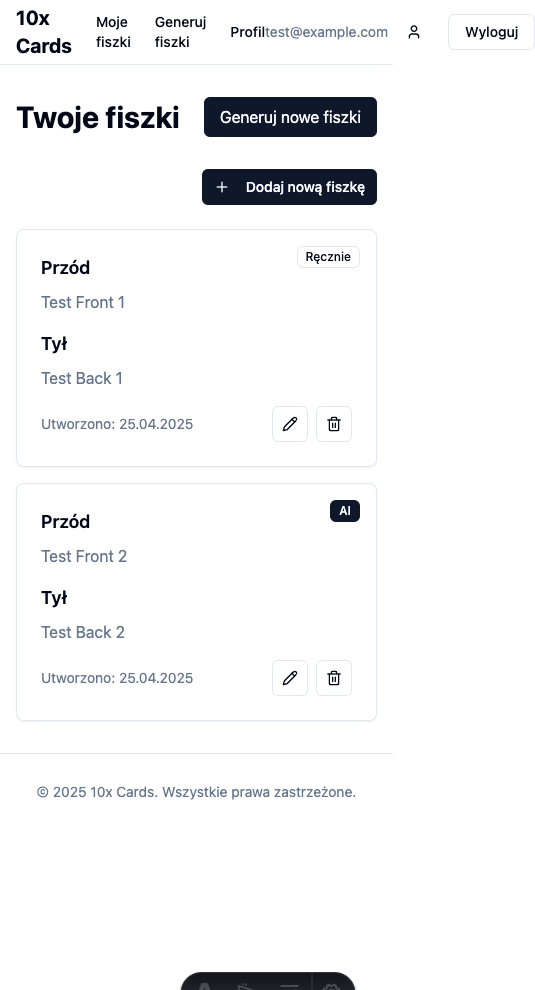 10x
Cards
Moje
fiszki
Generuj
fiszki
Profil
test@example.com
Wyloguj
Twoje fiszki
Generuj nowe fiszki
Dodaj nową fiszkę
Ręcznie
Przód
Test Front 1
Tył
Test Back 1
Utworzono: 25.04.2025
AI
Przód
Test Front 2
Tył
Test Back 2
Utworzono: 25.04.2025
© 2025 10x Cards. Wszystkie prawa zastrzeżone.